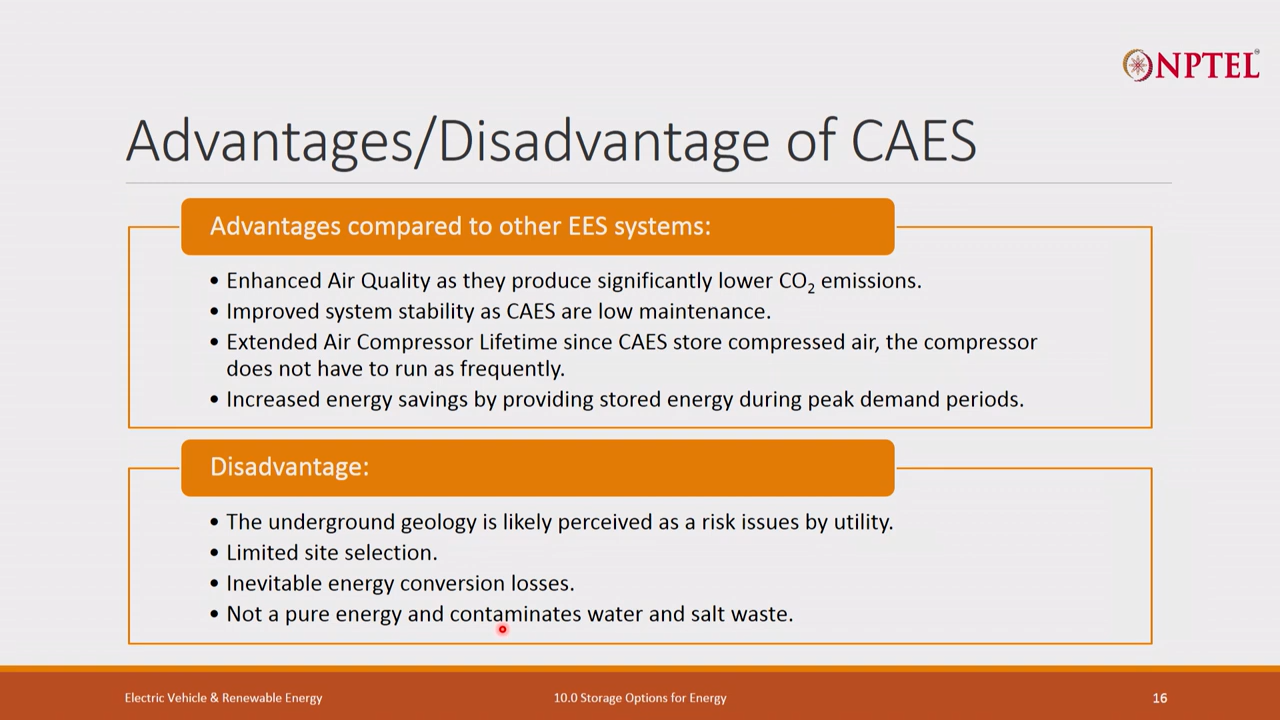 NPTEL
Advantages/Disadvantage of CAES
Advantages compared to other EES systems:
• Enhanced Air Quality as they produce significantly lower CO₂ emissions.
• Improved system stability as CAES are low maintenance.
• Extended Air Compressor Lifetime since CAES store compressed air, the compressor
does not have to run as frequently.
• Increased energy savings by providing stored energy during peak demand periods.
Disadvantage:
• The underground geology is likely perceived as a risk issues by utility.
• Limited site selection.
• Inevitable energy conversion losses.
• Not a pure energy and contaminates water and salt waste.
Electric Vehicle & Renewable Energy
10.0 Storage Options for Energy
16